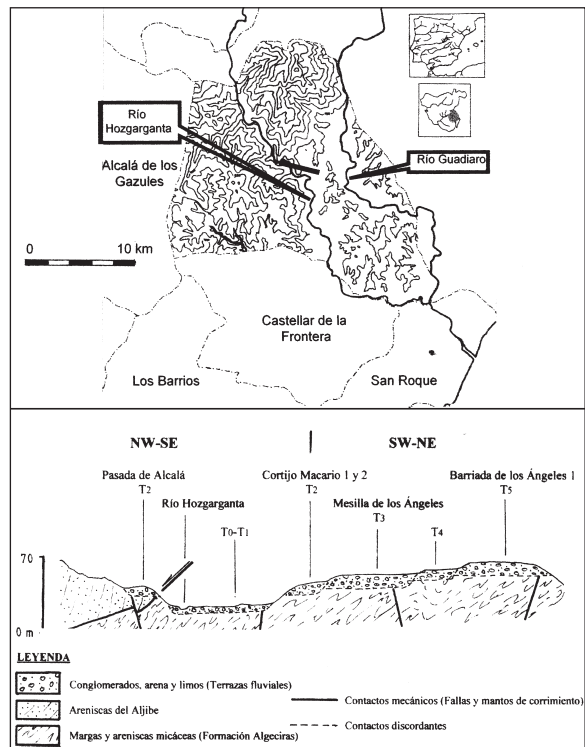 Río
Hozgarganta
Río Guadiaro
Alcalá de los
Gazules
0 10 km
Castellar de la
Frontera
Los Barrios
San Roque
NW-SE
SW-NE
Pasada de Alcalá
T2
Río Hozgarganta
T0-T1
Cortijo Macario 1 y 2
T2
Mesilla de los Ángeles
T3
T4
Barriada de los Ángeles 1
T5
70
0 m
LEYENDA
Conglomerados, arena y limos (Terrazas fluviales)
Areniscas del Aljibe
Margas y areniscas micáceas (Formación Algeciras)
Contactos mecánicos (Fallas y mantos de corrimiento)
Contactos discordantes